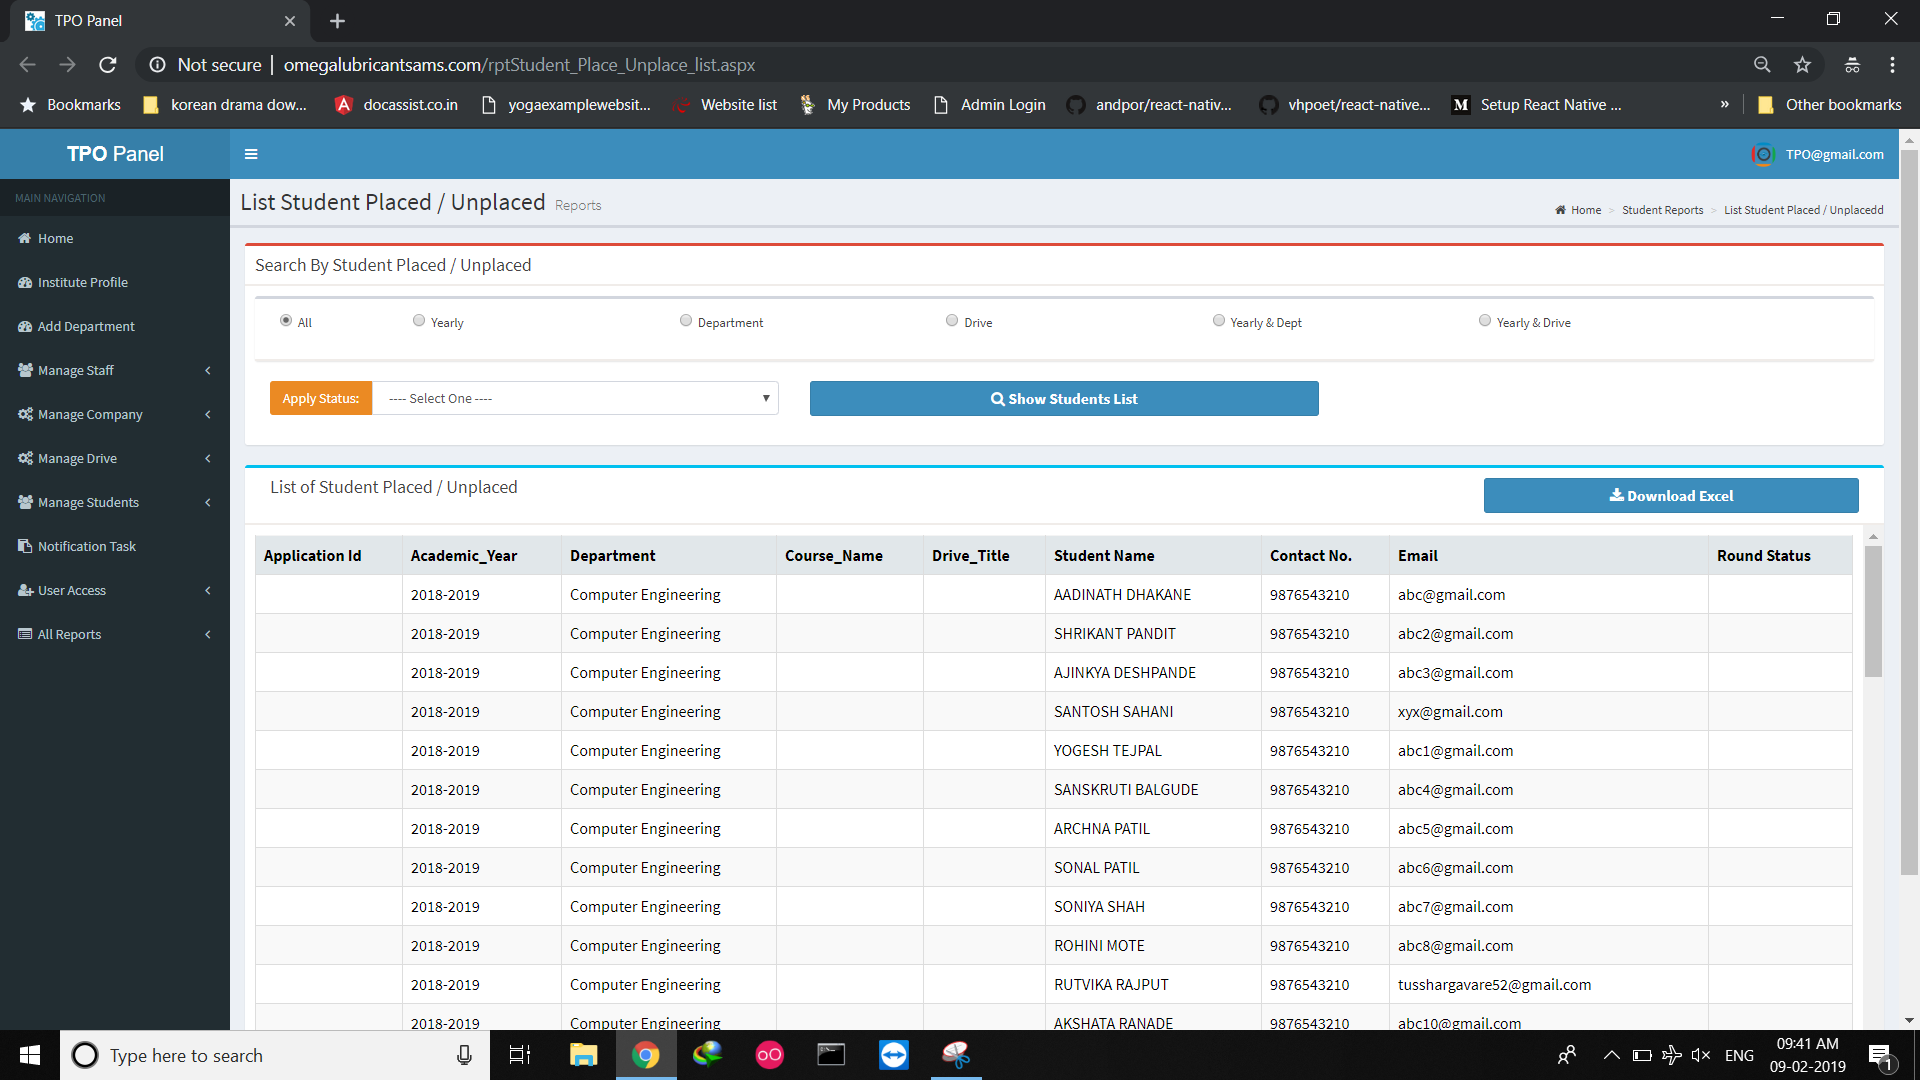 TPO Panel
Not secure | omegalubricantsams.com/rptStudent_Place_Unplace_list.aspx
Bookmarks korean drama dow... docassist.co.in yogaexamplewebsit... Website list My Products Admin Login andpor/react-nativ... vhpoet/react-native... M Setup React Native ... » Other bookmarks
TPO Panel TPO@gmail.com
MAIN NAVIGATION
Home
Institute Profile
Add Department
Manage Staff
Manage Company
Manage Drive
Manage Students
Notification Task
User Access
All Reports
List Student Placed / Unplaced Reports
Home > Student Reports > List Student Placed / Unplacedd
Search By Student Placed / Unplaced
All Yearly Department Drive Yearly & Dept Yearly & Drive
Apply Status: ---- Select One ---- Show Students List
List of Student Placed / Unplaced Download Excel
Application Id Academic_Year Department Course_Name Drive_Title Student Name Contact No. Email Round Status
2018-2019 Computer Engineering AADINATH DHAKANE 9876543210 abc@gmail.com
2018-2019 Computer Engineering SHRIKANT PANDIT 9876543210 abc2@gmail.com
2018-2019 Computer Engineering AJINKYA DESHPANDE 9876543210 abc3@gmail.com
2018-2019 Computer Engineering SANTOSH SAHANI 9876543210 xyx@gmail.com
2018-2019 Computer Engineering YOGESH TEJPAL 9876543210 abc1@gmail.com
2018-2019 Computer Engineering SANSKRUTI BALGUDE 9876543210 abc4@gmail.com
2018-2019 Computer Engineering ARCHNA PATIL 9876543210 abc5@gmail.com
2018-2019 Computer Engineering SONAL PATIL 9876543210 abc6@gmail.com
2018-2019 Computer Engineering SONIYA SHAH 9876543210 abc7@gmail.com
2018-2019 Computer Engineering ROHINI MOTE 9876543210 abc8@gmail.com
2018-2019 Computer Engineering RUTVIKA RAJPUT 9876543210 tusshargavare52@gmail.com
2018-2019 Computer Engineering AKSHATA RANADE 9876543210 abc10@gmail.com
Type here to search
ENG
09:41 AM
09-02-2019
1